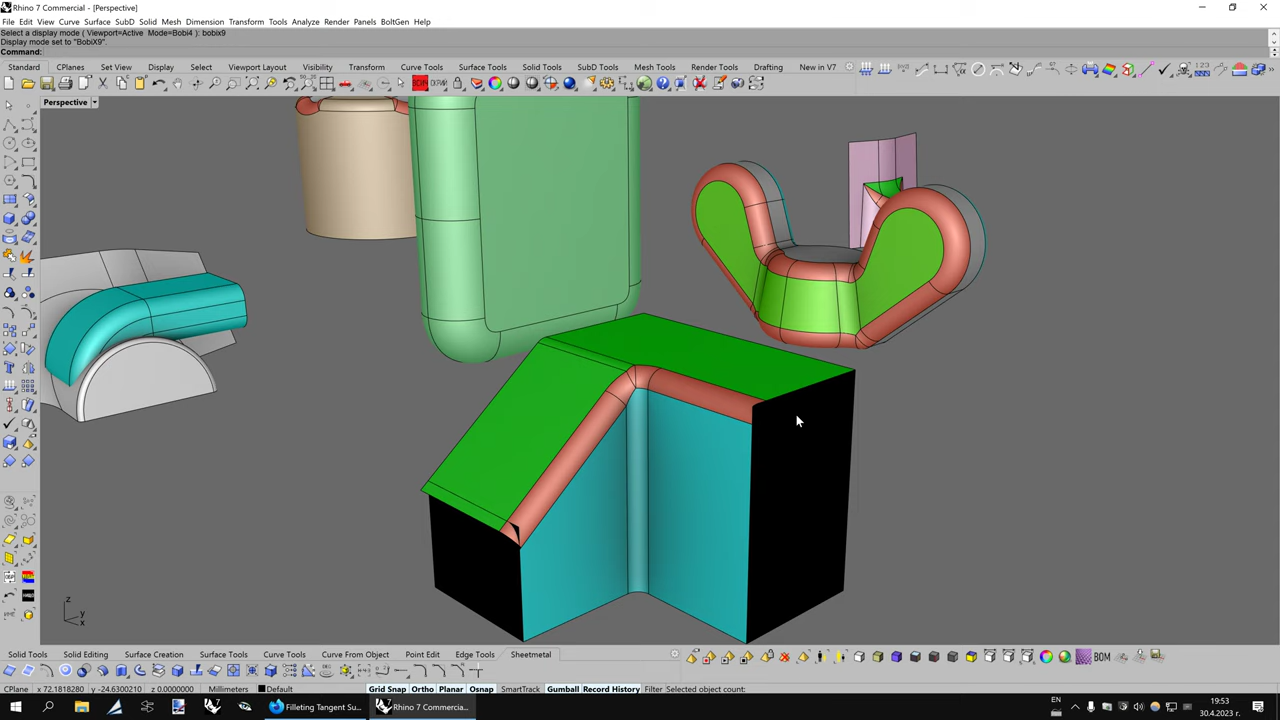 Rhino 7 Commercial - [Perspective]
File Edit View Curve Surface Solid Mesh Dimension Transform Tools Analyze Render Panels BoltGen Help
Select a display mode ( Viewport=Active Mode=Bobi4 ): bobix9
Display mode set to "BobiX9".
Command:
Standard CPlanes Set View Display Select Viewport Layout Visibility Transform Curve Tools Surface Tools Solid Tools SubD Tools Mesh Tools Render Tools Drafting New in V7
Perspective
z
y
x
Solid Tools Solid Editing Surface Creation Surface Tools Curve Tools Curve From Object Point Edit Edge Tools Sheetmetal
BOM
CPlane x 72.1818280 y -24.6300210 z 0.0000000 Millimeters Default Grid Snap Ortho Planar Osnap SmartTrack Gumball Record History Filter Selected object count:
Filleting Tangent Su... Rhino 7 Commercia... EN 19:53
30.4.2023 г.